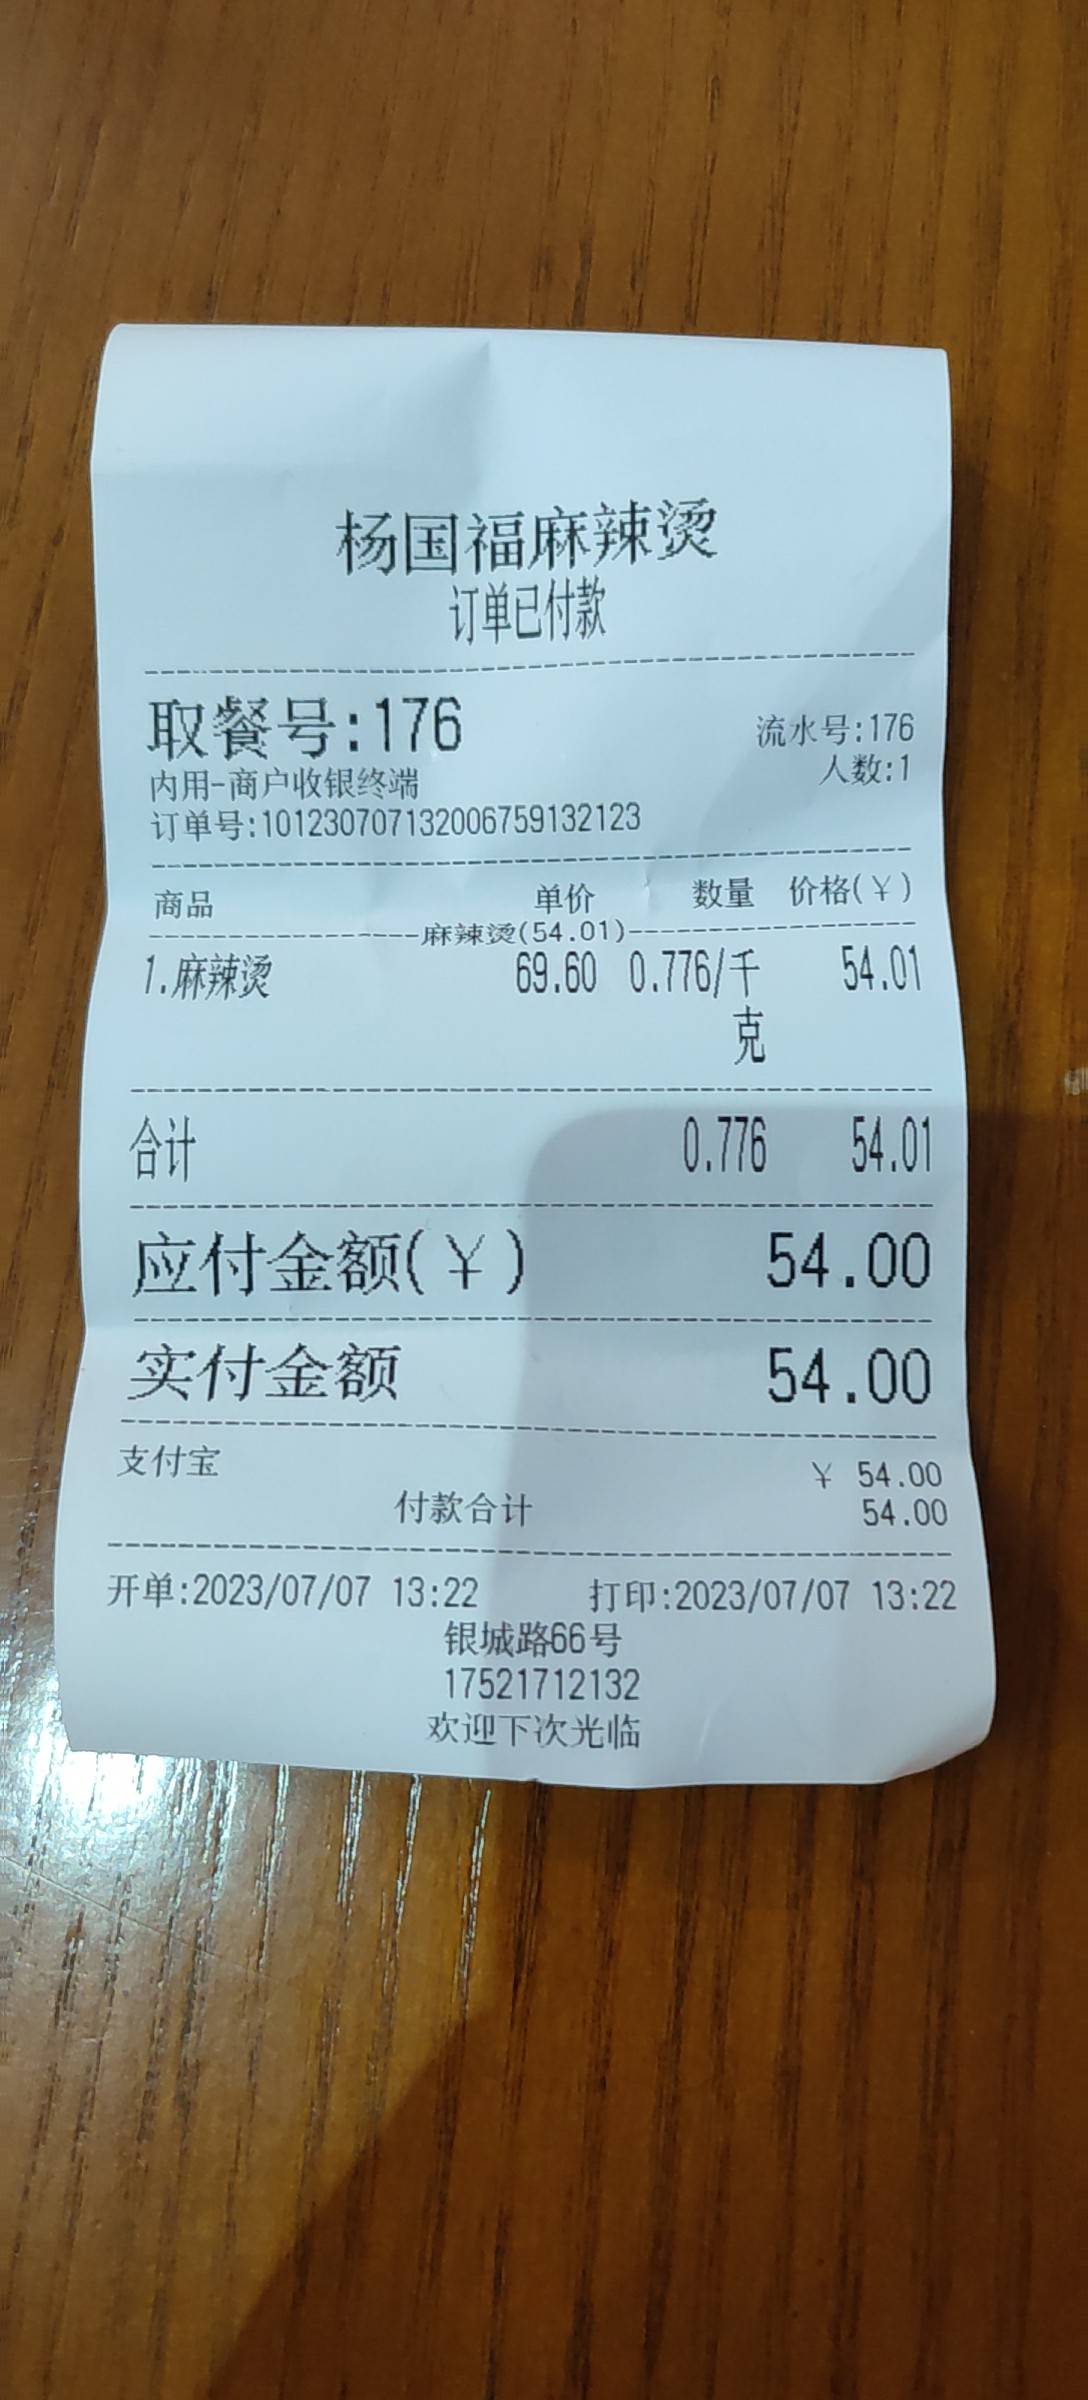 杨国福麻辣烫
订单已付款
取餐号:176
流水号:176
内用-商户收银终端
人数:1
订单号:101230707132006759132123
商品 单价 数量 价格(¥)
麻辣烫(54.01)
1.麻辣烫 69.60 0.776/千 54.01
克
合计 0.776 54.01
应付金额(¥) 54.00
实付金额 54.00
支付宝 ¥ 54.00
付款合计 54.00
开单:2023/07/07 13:22 打印:2023/07/07 13:22
银城路66号
17521712132
欢迎下次光临